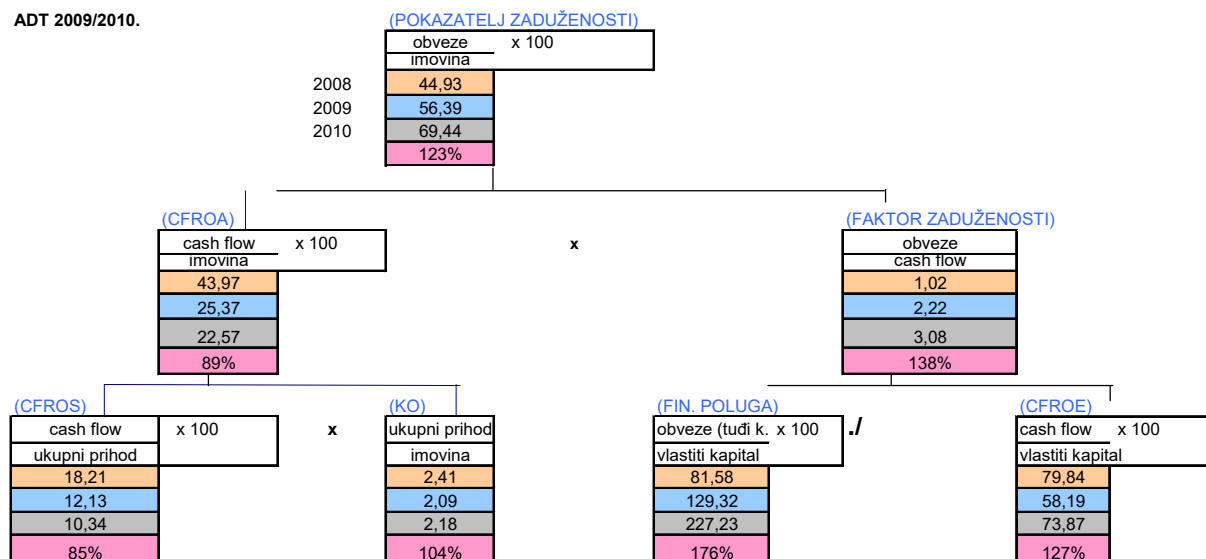 ADT 2009/2010.
(POKAZATELJ ZADUŽENOSTI)
obveze x 100
imovina
2008 44,93
2009 56,39
2010 69,44
123%
(CFROA) (FAKTOR ZADUŽENOSTI)
cash flow x 100 x obveze
imovina cash flow
43,97 1,02
25,37 2,22
22,57 3,08
89% 138%
(CFROS) (KO) (FIN. POLUGA) (CFROE)
cash flow x 100 x ukupni prihod obveze (tuđi k. x 100 ./ cash flow x 100
ukupni prihod imovina vlastiti kapital vlastiti kapital
18,21 2,41 81,58 79,84
12,13 2,09 129,32 58,19
10,34 2,18 227,23 73,87
85% 104% 176% 127%